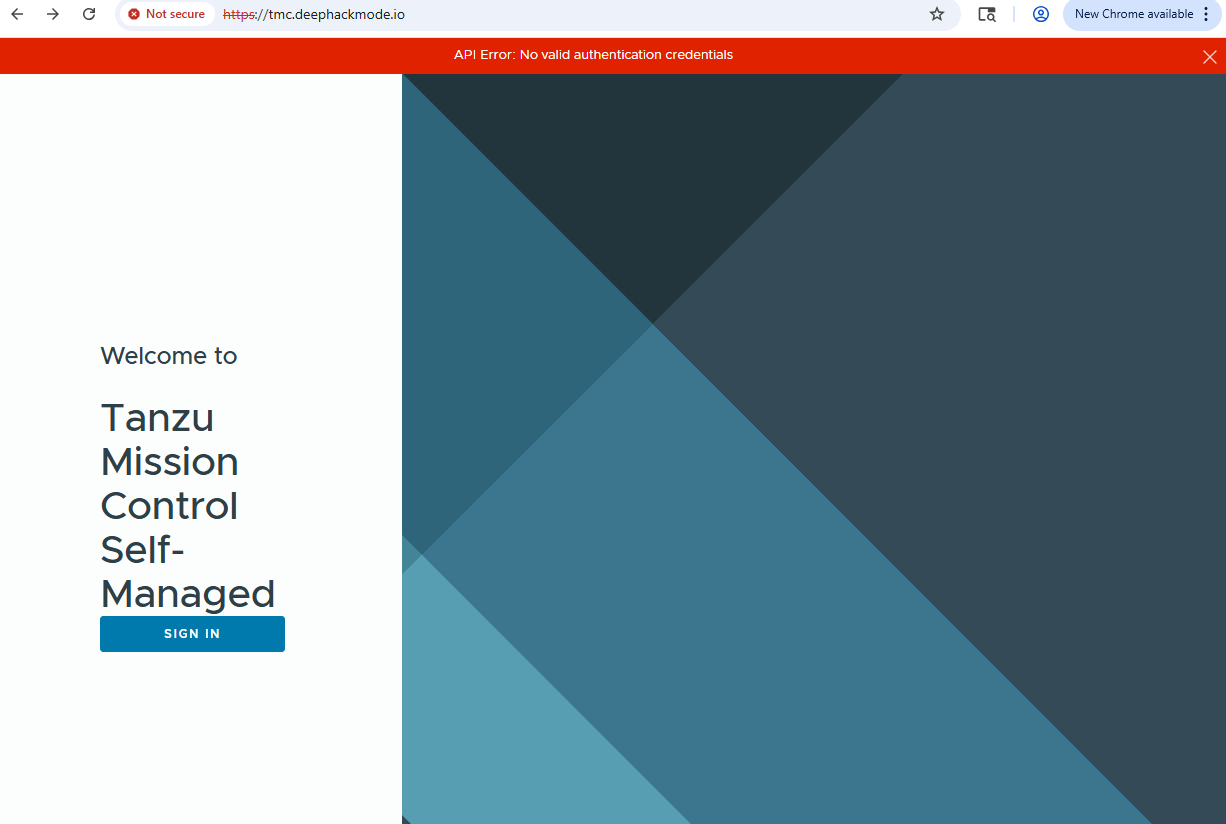 Not secure https://tmc.deephackmode.io New Chrome available
API Error: No valid authentication credentials
Welcome to
Tanzu
Mission
Control
Self-
Managed
SIGN IN